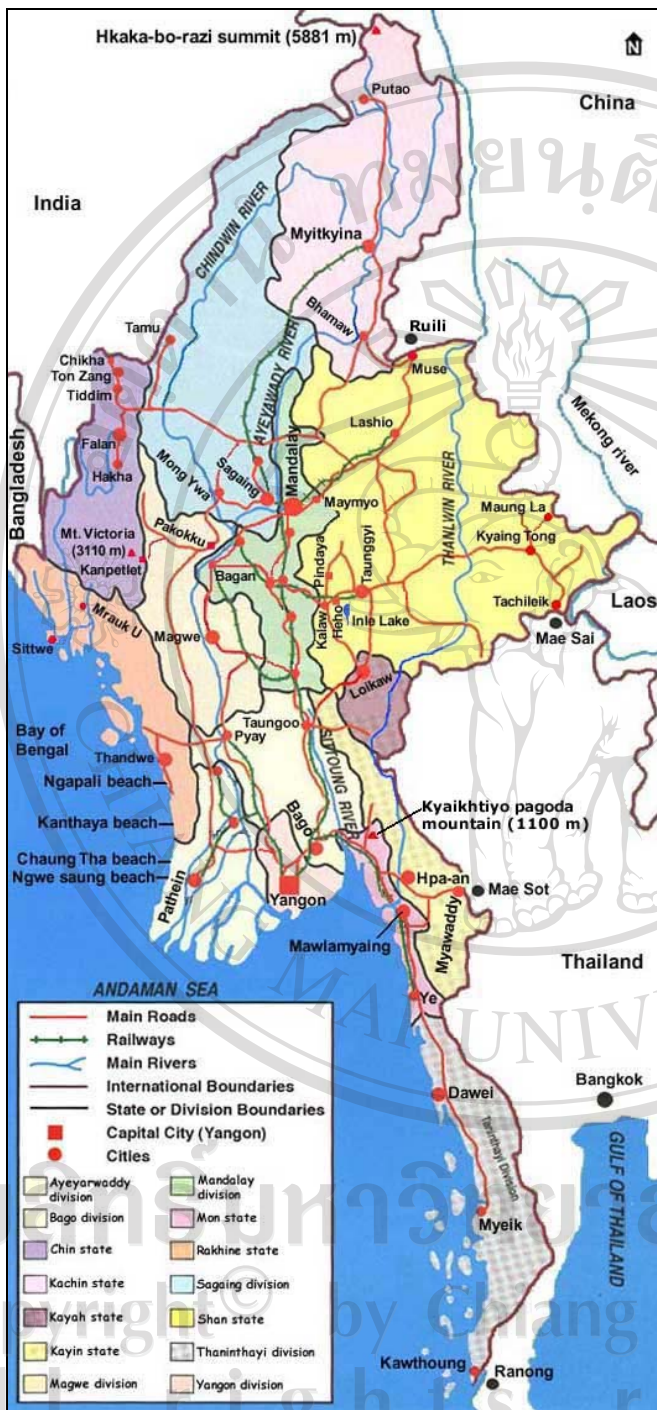 Hkaka-bo-razi summit (5881 m)
N
Putao
China
India
CHINDWIN RIVER
Myitkyina
Tamu
Bhamaw
Ruili
Chikha
Ton Zang
Tiddim
AYEYAWADY RIVER
Muse
Mekong river
Lashio
Falan
Hakha
Bangladesh
Mong Ywa
Sagaing
Mandalay
Maymyo
THANLWIN RIVER
Maung La
Mt. Victoria
(3110 m)
Kanpetlet
Pakokku
Kyaing Tong
Bagan
Pindaya
Taunggyi
Mrauk U
Kalaw
Heho
Inle Lake
Tachileik
Laos
Mae Sai
Sittwe
Magwe
Loikaw
Bay of
Bengal
Taungoo
Pyay
SIJTOUNG RIVER
Thandwe
Ngapali beach
Kanthaya beach
Bago
Kyaikhtiyo pagoda
mountain (1100 m)
Chaung Tha beach
Ngwe saung beach
Pathein
Yangon
Hpa-an
Mae Sot
Myawaddy
Mawlamyaing
Thailand
ANDAMAN SEA
Ye
Main Roads
Railways
Main Rivers
International Boundaries
State or Division Boundaries
Capital City (Yangon)
Cities
Dawei
Bangkok
Taninthayi Division
GULF OF THAILAND
Ayeyarwaddy
division
Mandalay
division
Bago division
Mon state
Chin state
Rakhine state
Myeik
Kachin state
Sagaing division
Kayah state
Shan state
Kayin state
Thaninthayi division
Magwe division
Yangon division
Kawthoung
Ranong